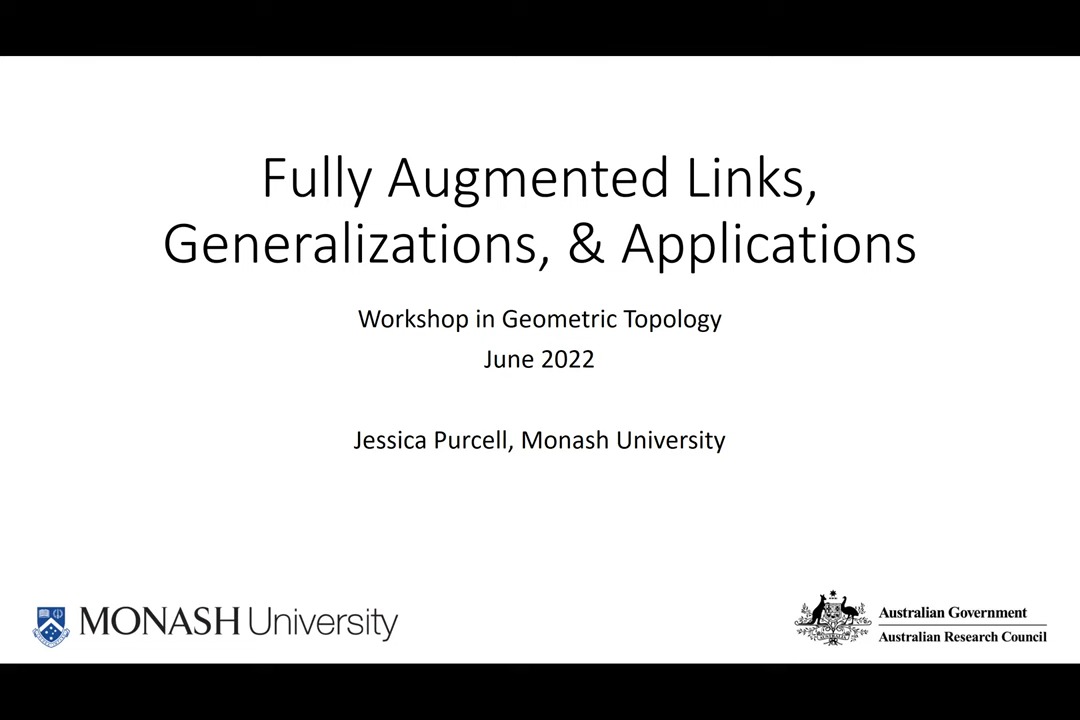 Fully Augmented Links,
Generalizations, & Applications
Workshop in Geometric Topology
June 2022
Jessica Purcell, Monash University
MONASH University
Australian Government
Australian Research Council